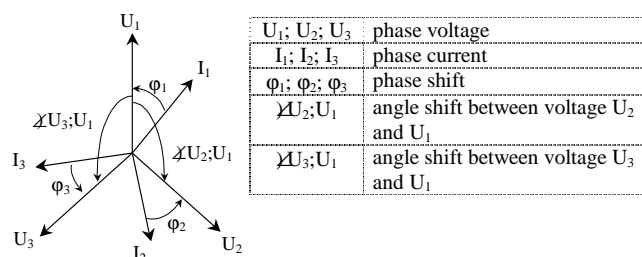 U₁
φ₁
I₁
∡U₃;U₁
∡U₂;U₁
I₃
φ₃
φ₂
U₃
U₂
U₁; U₂; U₃ phase voltage
I₁; I₂; I₃ phase current
φ₁; φ₂; φ₃ phase shift
∡U₂;U₁ angle shift between voltage U₂
and U₁
∡U₃;U₁ angle shift between voltage U₃
and U₁